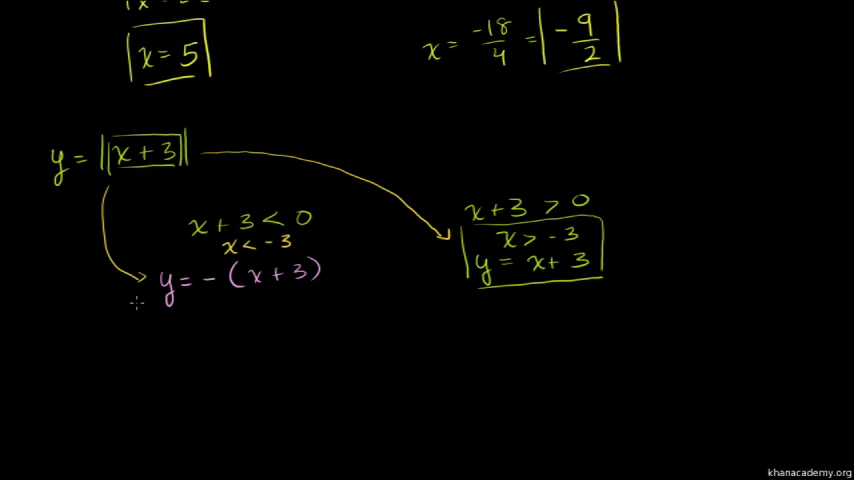 x = 5
x = -18/4 = -9/2
y = |x + 3|
x + 3 < 0
x < -3
y = -(x + 3)
x + 3 > 0
x > -3
y = x + 3
khanacademy.org